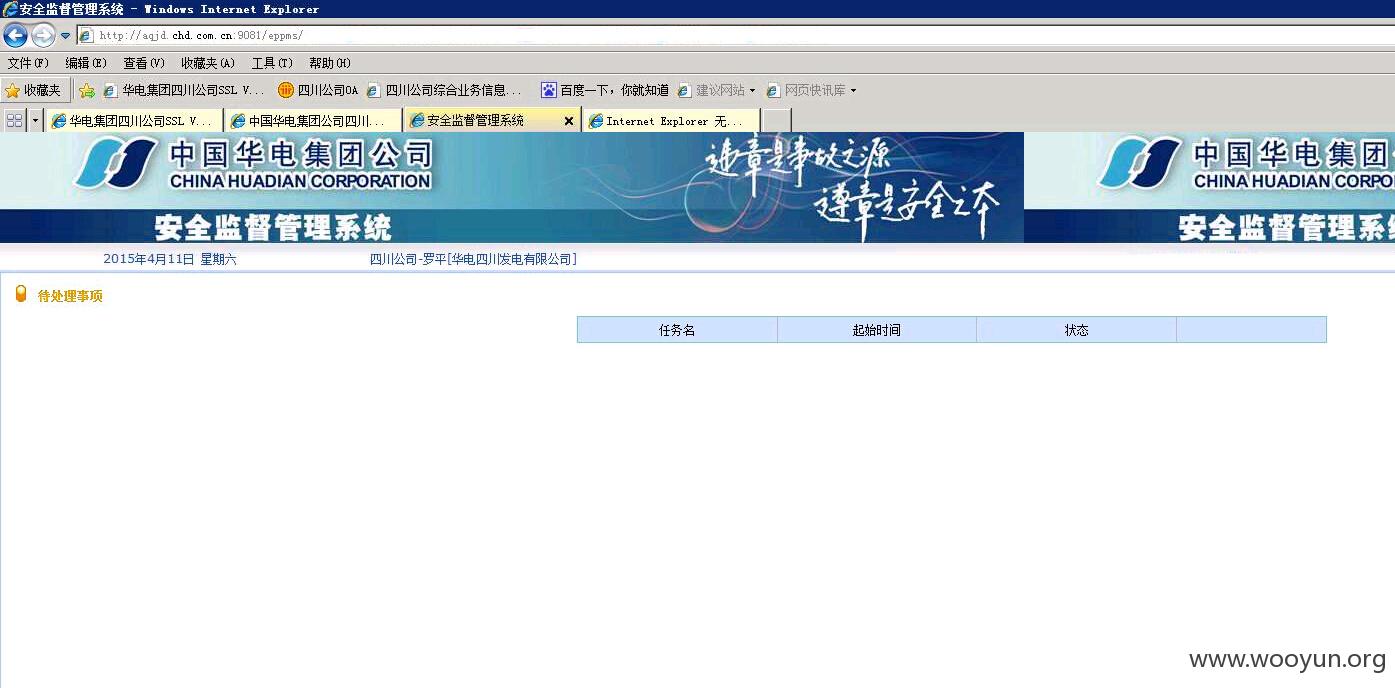 安全监督管理系统 - Windows Internet Explorer
http://aqjd.chd.com.cn:9081/eppms/
文件(F) 编辑(E) 查看(V) 收藏夹(A) 工具(T) 帮助(H)
收藏夹 华电集团四川公司SSL V... 四川公司OA 四川公司综合业务信息... 百度一下，你就知道 建议网站 网页快讯库
华电集团四川公司SSL V... 中国华电集团公司四川... 安全监督管理系统 Internet Explorer 无...
中国华电集团公司 违章是事故之源 中国华电集团
CHINA HUADIAN CORPORATION 遵章是安全之本 CHINA HUADIAN CORPO
安全监督管理系统 安全监督管理系
2015年4月11日 星期六 四川公司-罗平[华电四川发电有限公司]
待处理事项
任务名 起始时间 状态
www.wooyun.org